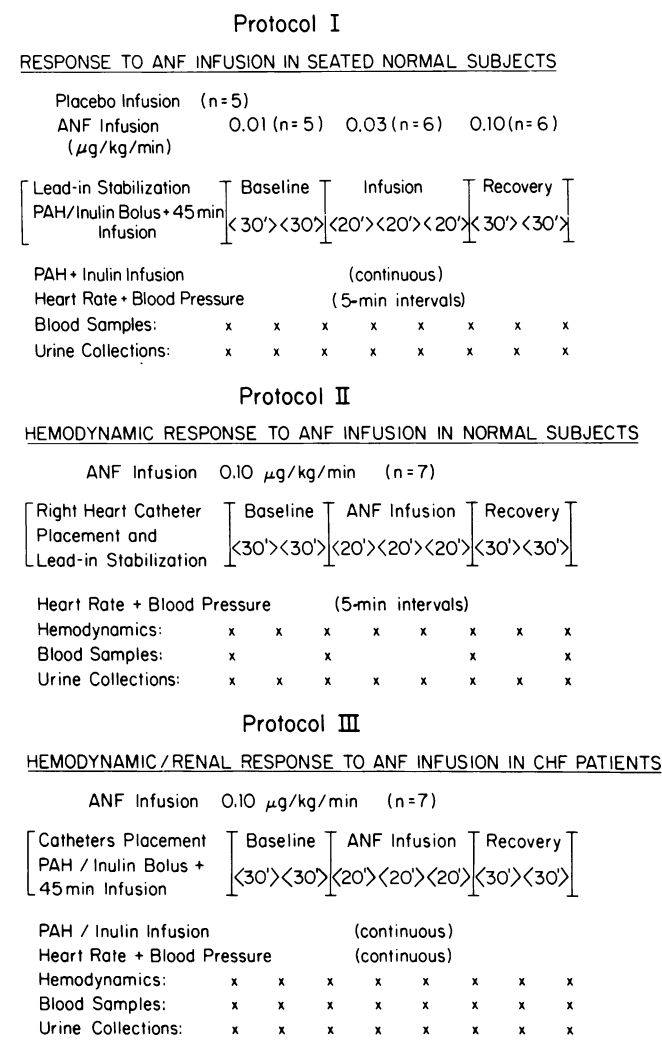 Protocol I
RESPONSE TO ANF INFUSION IN SEATED NORMAL SUBJECTS
Placebo Infusion (n=5)
ANF Infusion 0.01 (n=5) 0.03 (n=6) 0.10 (n=6)
(μg/kg/min)
Lead-in Stabilization Baseline Infusion Recovery
PAH/Inulin Bolus + 45 min
Infusion <30'><30'> <20'><20'><20'> <30'><30'>
PAH + Inulin Infusion (continuous)
Heart Rate + Blood Pressure (5-min intervals)
Blood Samples: x x x x x x x x
Urine Collections: x x x x x x x x
Protocol II
HEMODYNAMIC RESPONSE TO ANF INFUSION IN NORMAL SUBJECTS
ANF Infusion 0.10 μg/kg/min (n=7)
Right Heart Catheter Baseline ANF Infusion Recovery
Placement and
Lead-in Stabilization <30'><30'> <20'><20'><20'> <30'><30'>
Heart Rate + Blood Pressure (5-min intervals)
Hemodynamics: x x x x x x x x
Blood Samples: x x x x
Urine Collections: x x x x x x x x
Protocol III
HEMODYNAMIC/RENAL RESPONSE TO ANF INFUSION IN CHF PATIENTS
ANF Infusion 0.10 μg/kg/min (n=7)
Catheters Placement Baseline ANF Infusion Recovery
PAH / Inulin Bolus +
45 min Infusion <30'><30'> <20'><20'><20'> <30'><30'>
PAH / Inulin Infusion (continuous)
Heart Rate + Blood Pressure (continuous)
Hemodynamics: x x x x x x x x
Blood Samples: x x x x x x x x
Urine Collections: x x x x x x x x